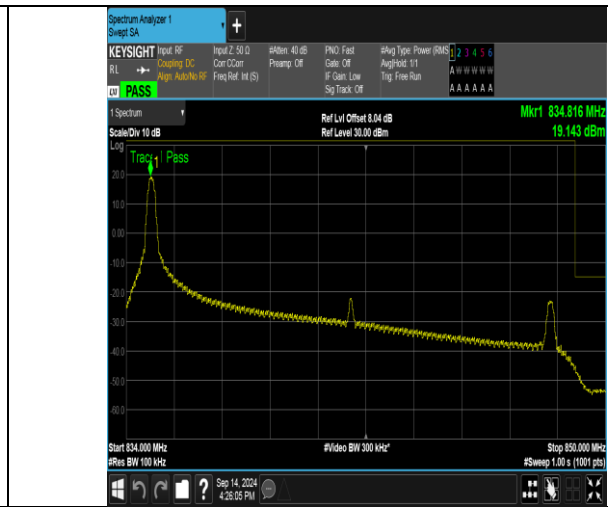 Spectrum Analyzer 1
Swept SA
+
KEYSIGHT Input: RF Input Z: 50 Ω #Atten: 40 dB PNO: Fast #Avg Type: Power (RMS 1 2 3 4 5 6
RL Coupling: DC Corr CCorr Preamp: Off Gate: Off Avg|Hold: 1/1 A W W W W W
Align: Auto/No RF Freq Ref: Int (S) IF Gain: Low Trig: Free Run
Sig Track: Off A A A A A A
LXI PASS
1 Spectrum Ref Lvl Offset 8.04 dB Mkr1 834.816 MHz
Scale/Div 10 dB Ref Level 30.00 dBm 19.143 dBm
Log
Trace 1 Pass
1
20.0
10.0
0.00
-10.0
-20.0
-30.0
-40.0
-50.0
-60.0
Start 834.000 MHz #Video BW 300 kHz* Stop 850.000 MHz
#Res BW 100 kHz #Sweep 1.00 s (1001 pts)
? Sep 14, 2024
4:26:05 PM